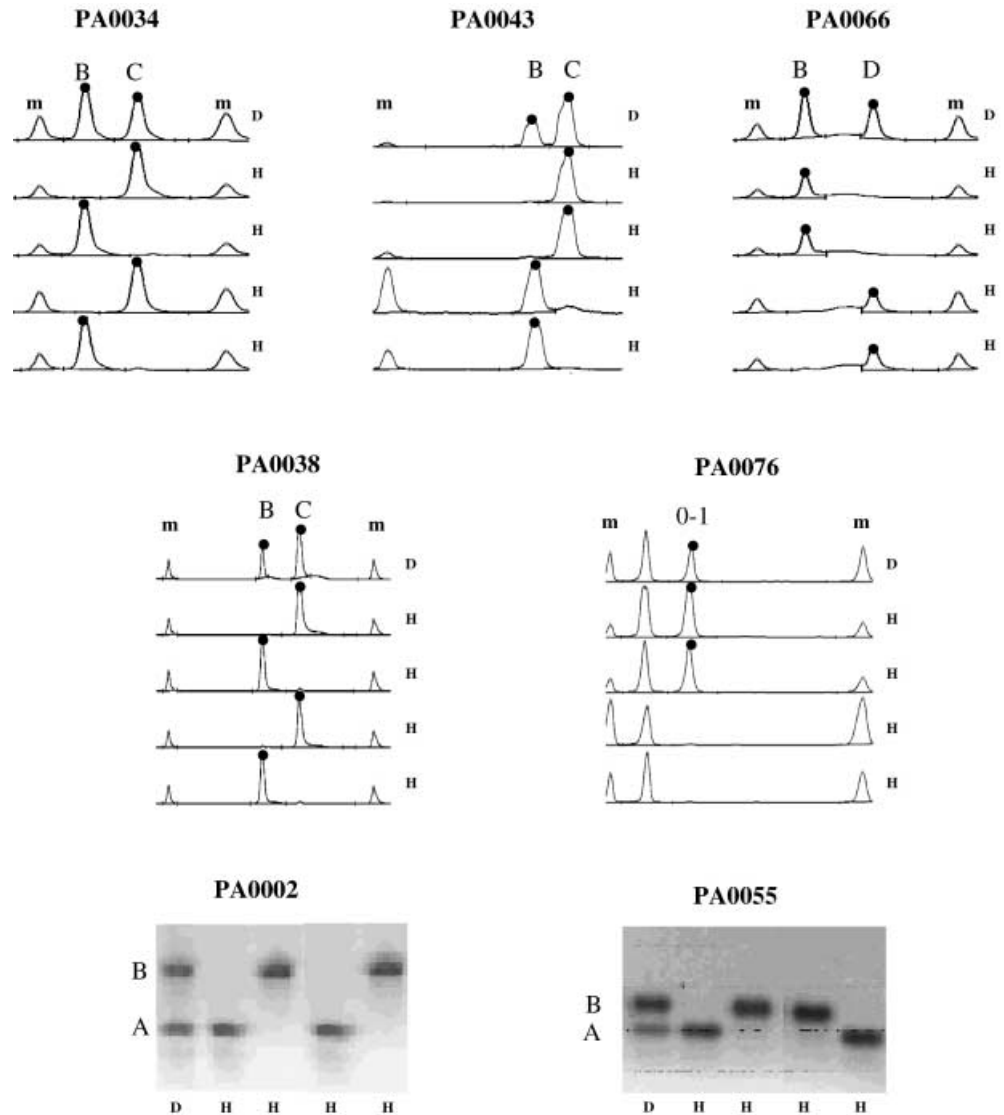 PA0034 PA0043 PA0066
B C B C B D
m m m m m
D D D
H H H
H H H
H H H
H H H
PA0038 PA0076
B C 0-1
m m m m
D D
H H
H H
H H
H H
PA0002 PA0055
B B
A A
D H H H H D H H H H